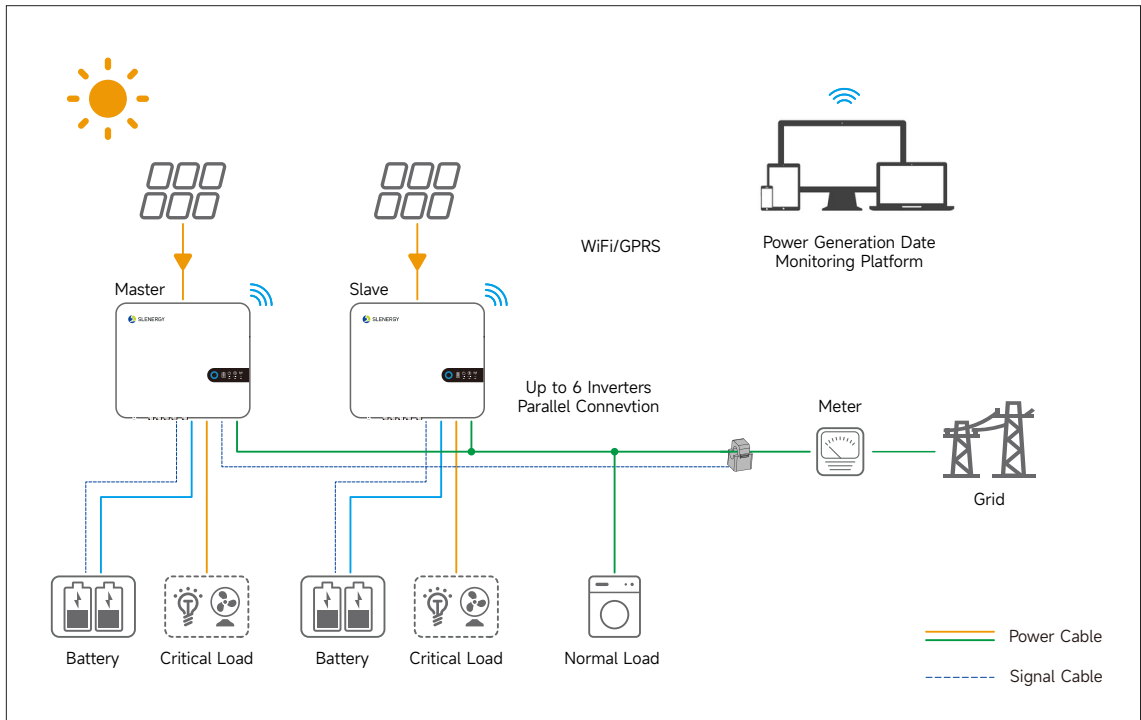 WiFi/GPRS
Power Generation Date
Monitoring Platform
Master
Slave
SLENERGY
SLENERGY
Up to 6 Inverters
Parallel Connevtion
Meter
Grid
Battery
Critical Load
Battery
Critical Load
Normal Load
Power Cable
Signal Cable